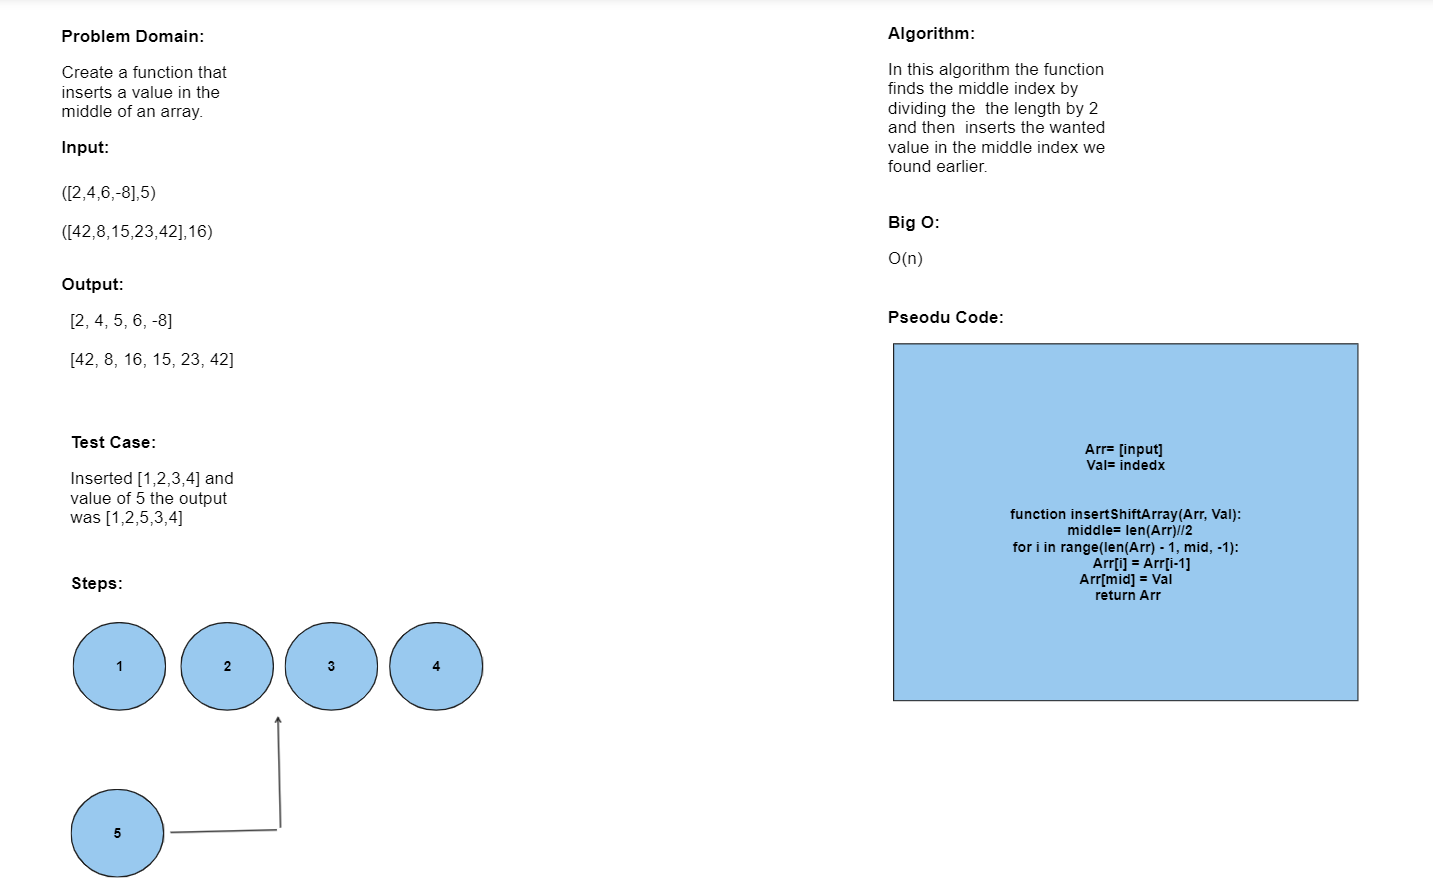 Problem Domain:
Create a function that
inserts a value in the
middle of an array.
Input:
([2,4,6,-8],5)
([42,8,15,23,42],16)
Output:
[2, 4, 5, 6, -8]
[42, 8, 16, 15, 23, 42]
Test Case:
Inserted [1,2,3,4] and
value of 5 the output
was [1,2,5,3,4]
Steps:
1 2 3 4
5
Algorithm:
In this algorithm the function
finds the middle index by
dividing the  the length by 2
and then  inserts the wanted
value in the middle index we
found earlier.
Big O:
O(n)
Pseodu Code:
Arr= [input]
Val= indedx
function insertShiftArray(Arr, Val):
middle= len(Arr)//2
for i in range(len(Arr) - 1, mid, -1):
Arr[i] = Arr[i-1]
Arr[mid] = Val
return Arr